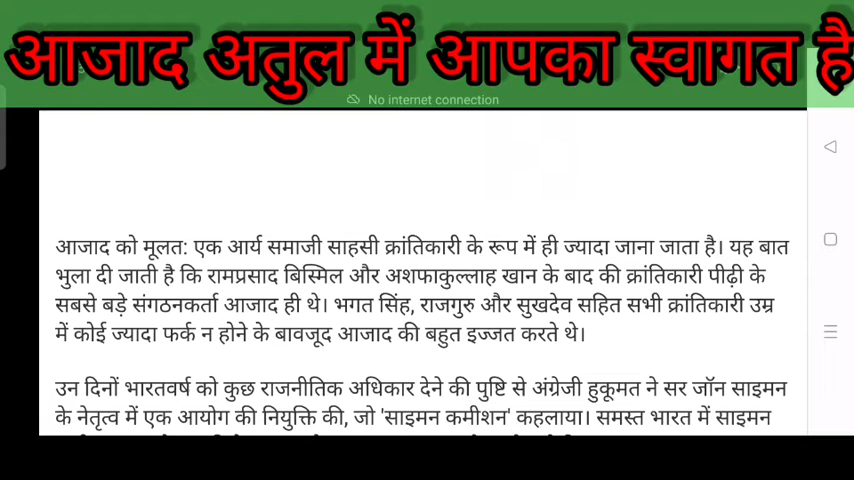 आजाद अतुल में आपका स्वागत है
No internet connection
आजाद को मूलत: एक आर्य समाजी साहसी क्रांतिकारी के रूप में ही ज्यादा जाना जाता है। यह बात
भुला दी जाती है कि रामप्रसाद बिस्मिल और अशफाकुल्लाह खान के बाद की क्रांतिकारी पीढ़ी के
सबसे बड़े संगठनकर्ता आजाद ही थे। भगत सिंह, राजगुरु और सुखदेव सहित सभी क्रांतिकारी उम्र
में कोई ज्यादा फर्क न होने के बावजूद आजाद की बहुत इज्जत करते थे।
उन दिनों भारतवर्ष को कुछ राजनीतिक अधिकार देने की पुष्टि से अंग्रेजी हुकूमत ने सर जॉन साइमन
के नेतृत्व में एक आयोग की नियुक्ति की, जो 'साइमन कमीशन' कहलाया। समस्त भारत में साइमन